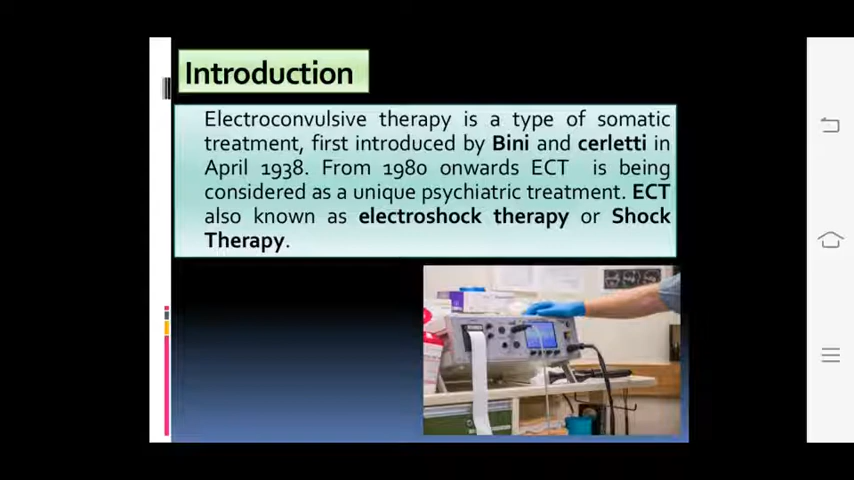 Introduction
Electroconvulsive therapy is a type of somatic
treatment, first introduced by Bini and cerletti in
April 1938. From 1980 onwards ECT is being
considered as a unique psychiatric treatment. ECT
also known as electroshock therapy or Shock
Therapy.